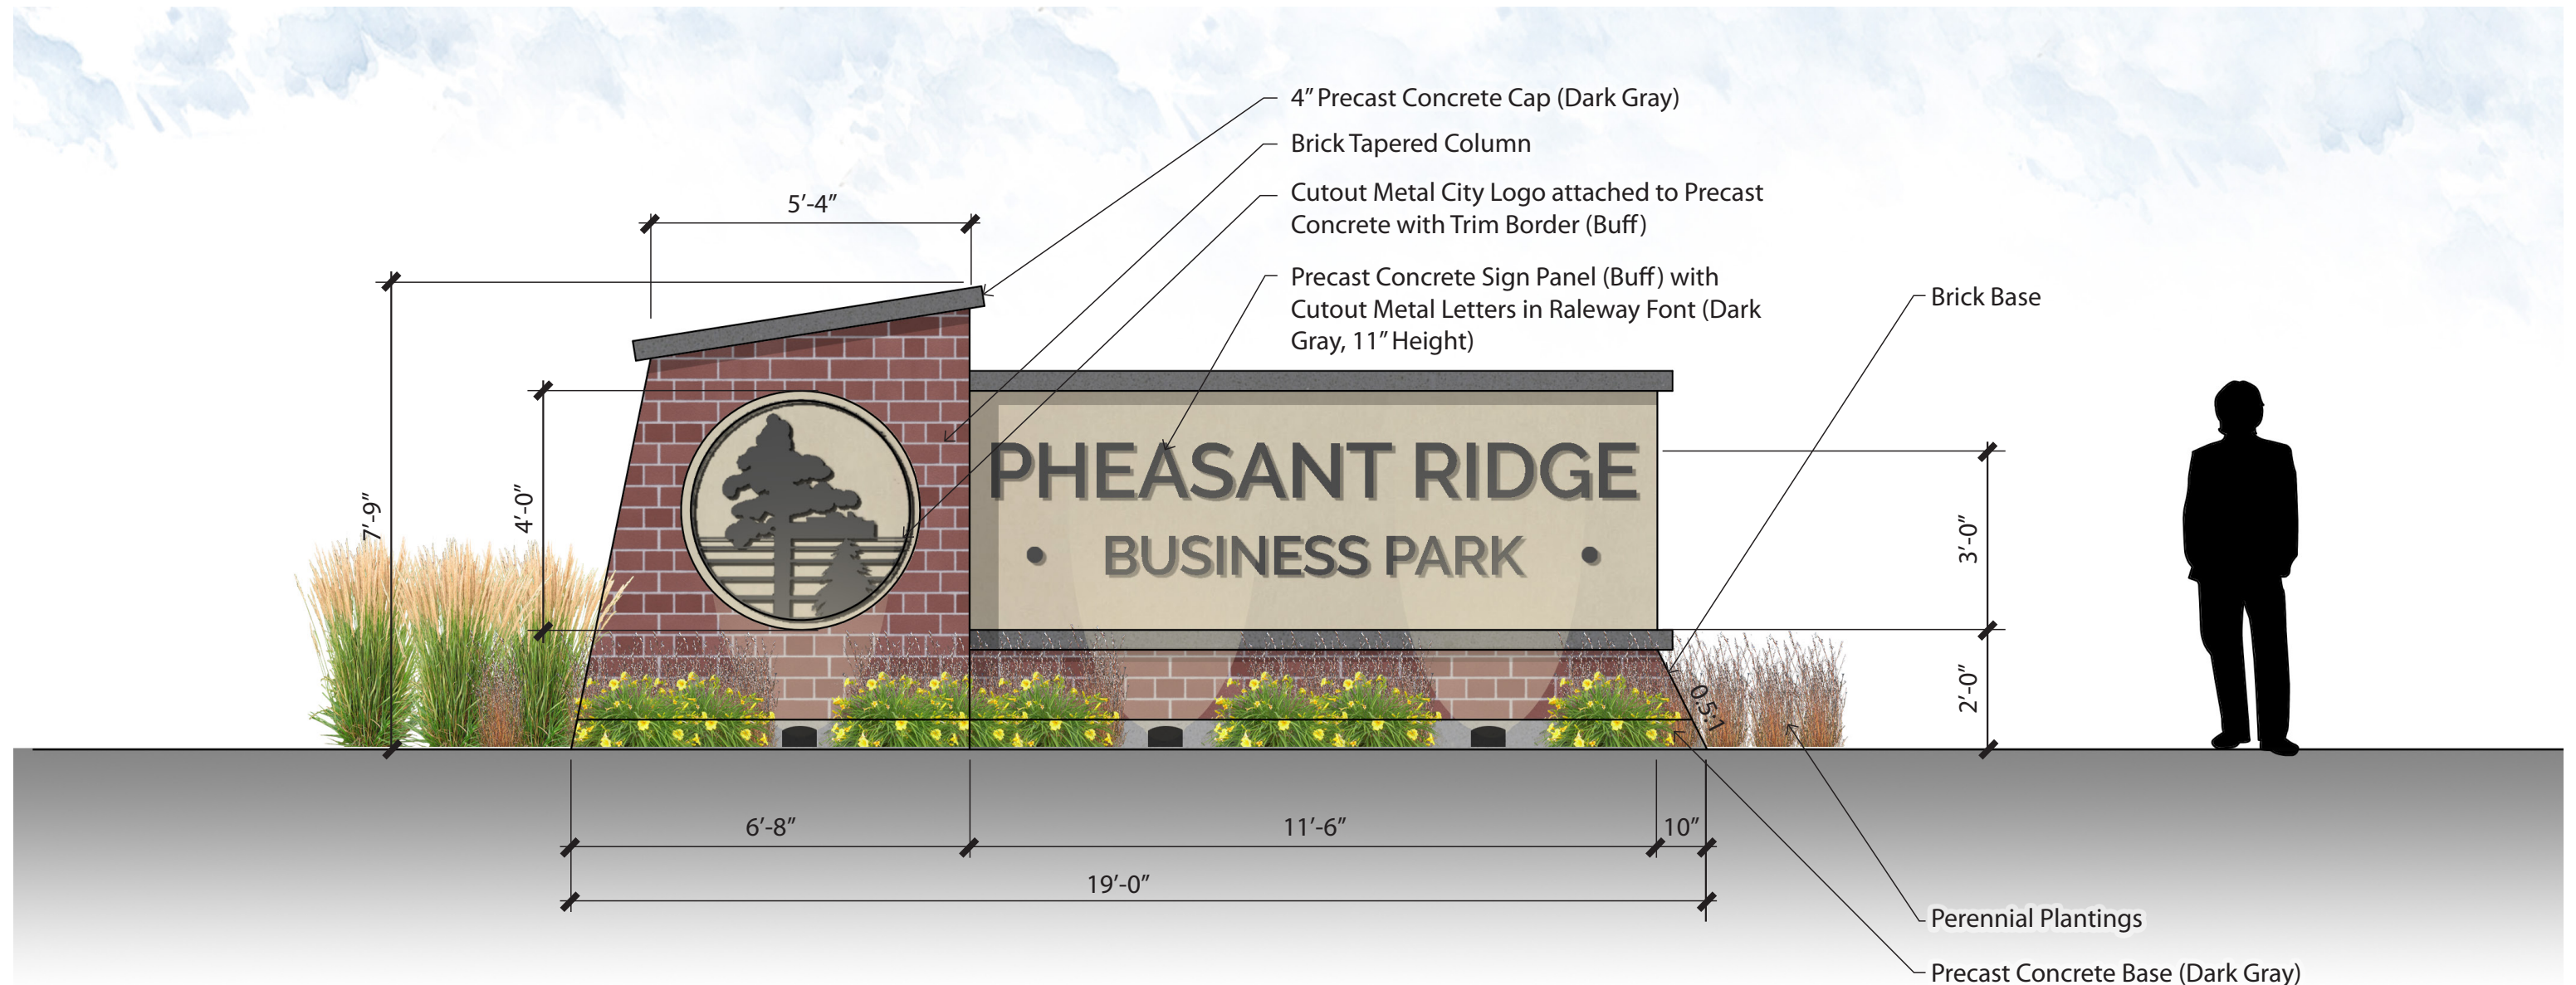 4” Precast Concrete Cap (Dark Gray)
Brick Tapered Column
Cutout Metal City Logo attached to Precast
Concrete with Trim Border (Buff)
Precast Concrete Sign Panel (Buff) with
Cutout Metal Letters in Raleway Font (Dark
Gray, 11” Height)
Brick Base
5’-4”
7’-9”
4’-0”
PHEASANT RIDGE
• BUSINESS PARK •
3’-0”
2’-0”
0.5:1
6’-8”
11’-6”
10”
19’-0”
Perennial Plantings
Precast Concrete Base (Dark Gray)